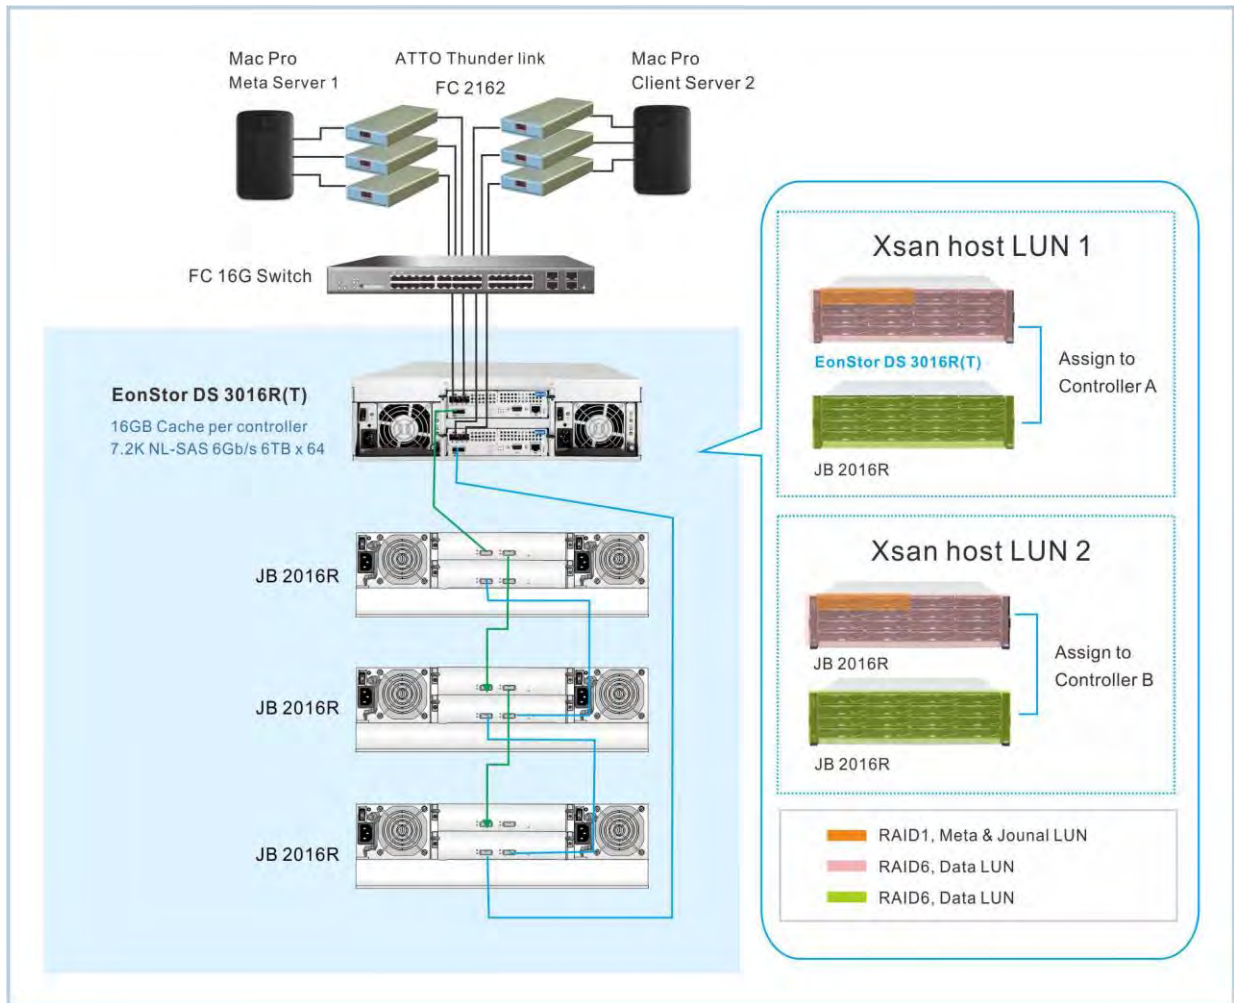 Mac Pro
Meta Server 1
ATTO Thunder link
FC 2162
Mac Pro
Client Server 2
FC 16G Switch
EonStor DS 3016R(T)
16GB Cache per controller
7.2K NL-SAS 6Gb/s 6TB x 64
JB 2016R
JB 2016R
JB 2016R
Xsan host LUN 1
EonStor DS 3016R(T)
Assign to
Controller A
JB 2016R
Xsan host LUN 2
JB 2016R
Assign to
Controller B
JB 2016R
RAID1, Meta & Jounal LUN
RAID6, Data LUN
RAID6, Data LUN